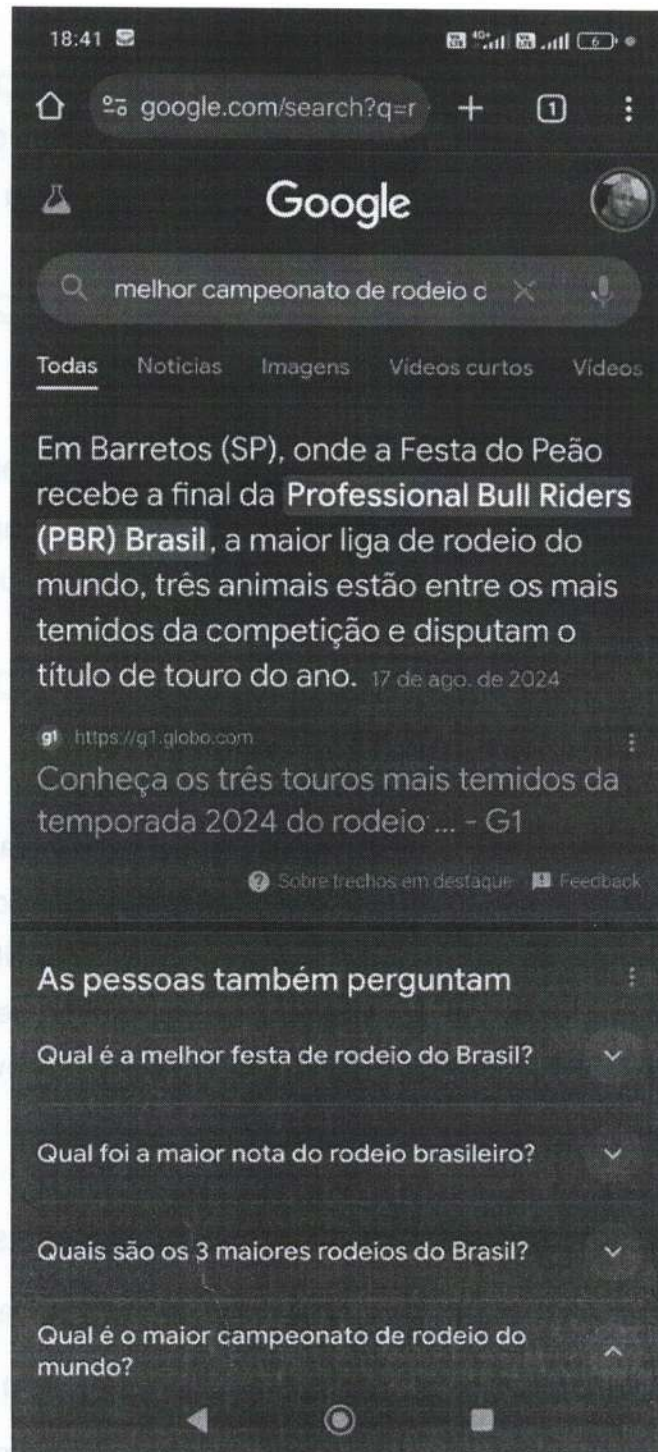 18:41
4G+
6
google.com/search?q=r
1
Google
melhor campeonato de rodeio d
Todas Notícias Imagens Vídeos curtos Vídeos
Em Barretos (SP), onde a Festa do Peão
recebe a final da Professional Bull Riders
(PBR) Brasil, a maior liga de rodeio do
mundo, três animais estão entre os mais
temidos da competição e disputam o
título de touro do ano. 17 de ago. de 2024
g1 https://g1.globo.com
Conheça os três touros mais temidos da
temporada 2024 do rodeio ... - G1
Sobre trechos em destaque Feedback
As pessoas também perguntam
Qual é a melhor festa de rodeio do Brasil?
Qual foi a maior nota do rodeio brasileiro?
Quais são os 3 maiores rodeios do Brasil?
Qual é o maior campeonato de rodeio do
mundo?